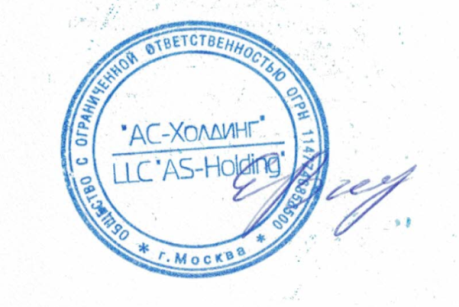 ОБЩЕСТВО С ОГРАНИЧЕННОЙ ОТВЕТСТВЕННОСТЬЮ ОГРН
"АС-Холдинг"
LLC "AS-Holding"
* г.Москва *